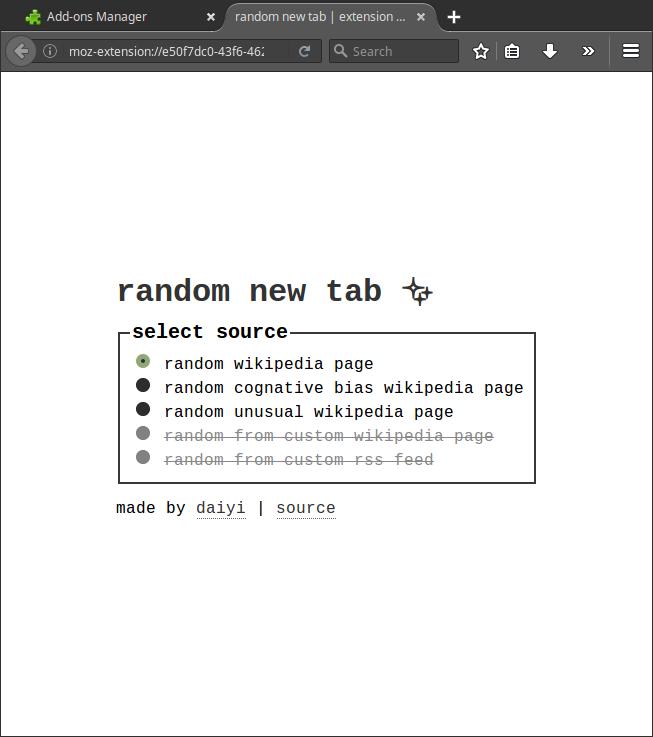 Add-ons Manager
random new tab | extension ...
moz-extension://e50f7dc0-43f6-462
Search
random new tab
select source
random wikipedia page
random cognative bias wikipedia page
random unusual wikipedia page
random from custom wikipedia page
random from custom rss feed
made by daiyi | source